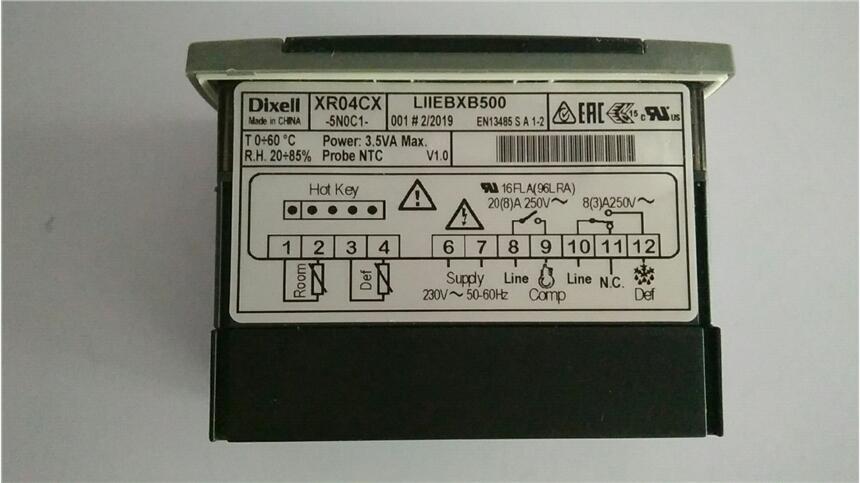 Dixell XR04CX LIIEBXB500
Made in CHINA -5N0C1- 001 # 2/2019 EN13485 S A 1-2
EAC 15 c US
T 0÷60 °C Power: 3.5VA Max.
R.H. 20÷85% Probe NTC V1.0
Hot Key
16FLA(96LRA)
20(8)A 250V～ 8(3)A250V～
1 2 3 4 6 7 8 9 10 11 12
Room Def Supply Line Comp Line N.C. Def
230V～ 50-60Hz